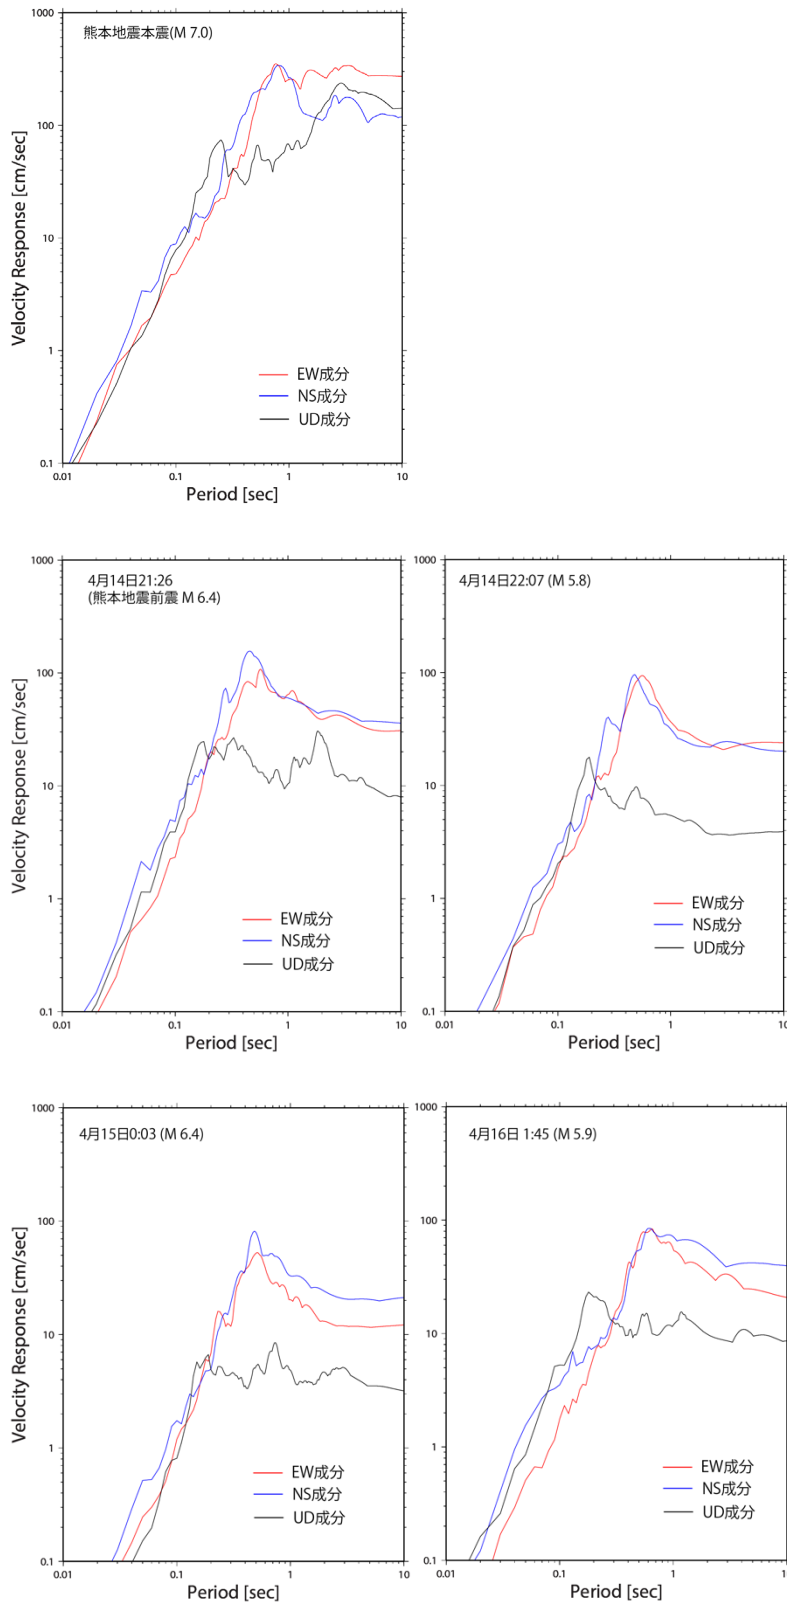 熊本地震本震(M 7.0)
1000
100
10
1
0.1
Velocity Response [cm/sec]
EW成分
NS成分
UD成分
0.01
0.1
1
10
Period [sec]
4月14日21:26
(熊本地震前震 M 6.4)
1000
100
10
1
0.1
Velocity Response [cm/sec]
EW成分
NS成分
UD成分
0.01
0.1
1
10
Period [sec]
4月14日22:07 (M 5.8)
1000
100
10
1
0.1
EW成分
NS成分
UD成分
0.01
0.1
1
10
Period [sec]
4月15日0:03 (M 6.4)
1000
100
10
1
0.1
Velocity Response [cm/sec]
EW成分
NS成分
UD成分
0.01
0.1
1
10
Period [sec]
4月16日 1:45 (M 5.9)
1000
100
10
1
0.1
EW成分
NS成分
UD成分
0.01
0.1
1
10
Period [sec]